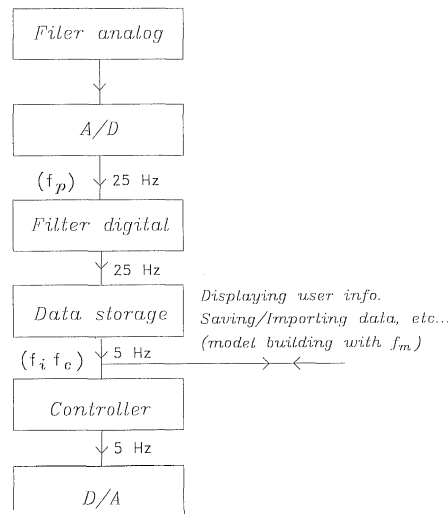 Filer analog
A/D
(f_p) 25 Hz
Filter digital
25 Hz
Displaying user info.
Data storage
Saving/Importing data, etc...
(model building with f_m)
(f_i f_c) 5 Hz
Controller
5 Hz
D/A